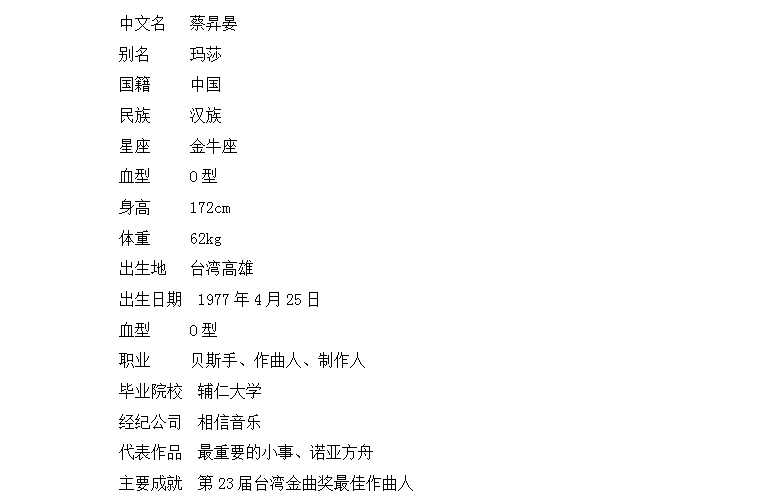 中文名 蔡昇晏
别名 玛莎
国籍 中国
民族 汉族
星座 金牛座
血型 O型
身高 172cm
体重 62kg
出生地 台湾高雄
出生日期 1977年4月25日
血型 O型
职业 贝斯手、作曲人、制作人
毕业院校 辅仁大学
经纪公司 相信音乐
代表作品 最重要的小事、诺亚方舟
主要成就 第23届台湾金曲奖最佳作曲人